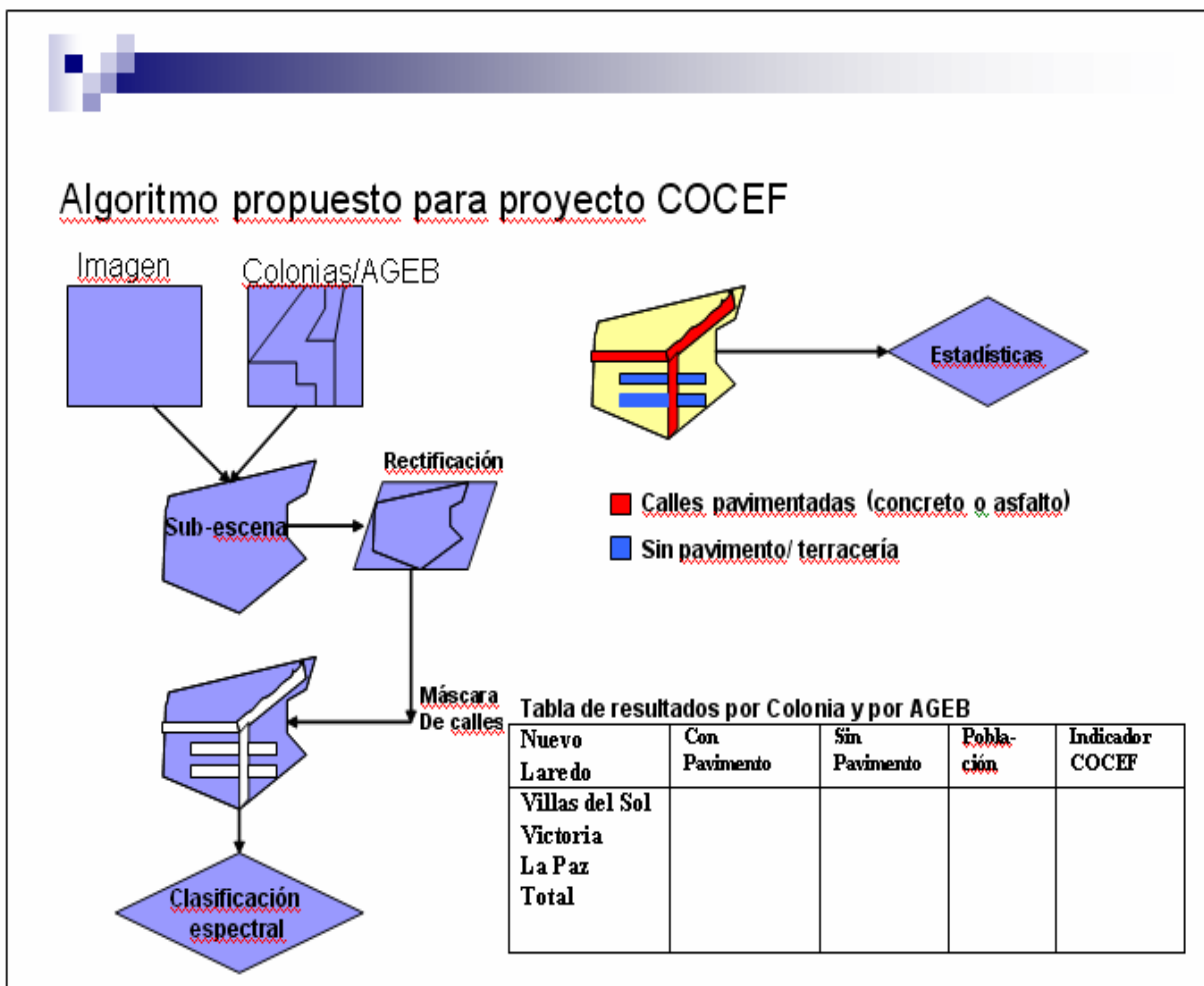 Algoritmo propuesto para proyecto COCEF
Imagen
Colonias/AGEB
Sub-escena
Rectificación
Máscara
De calles
Clasificación
espectral
Estadísticas
Calles pavimentadas (concreto o asfalto)
Sin pavimento/ terracería
Tabla de resultados por Colonia y por AGEB
Nuevo
Laredo
Con
Pavimento
Sin
Pavimento
Pobla-
ción
Indicador
COCEF
Villas del Sol
Victoria
La Paz
Total